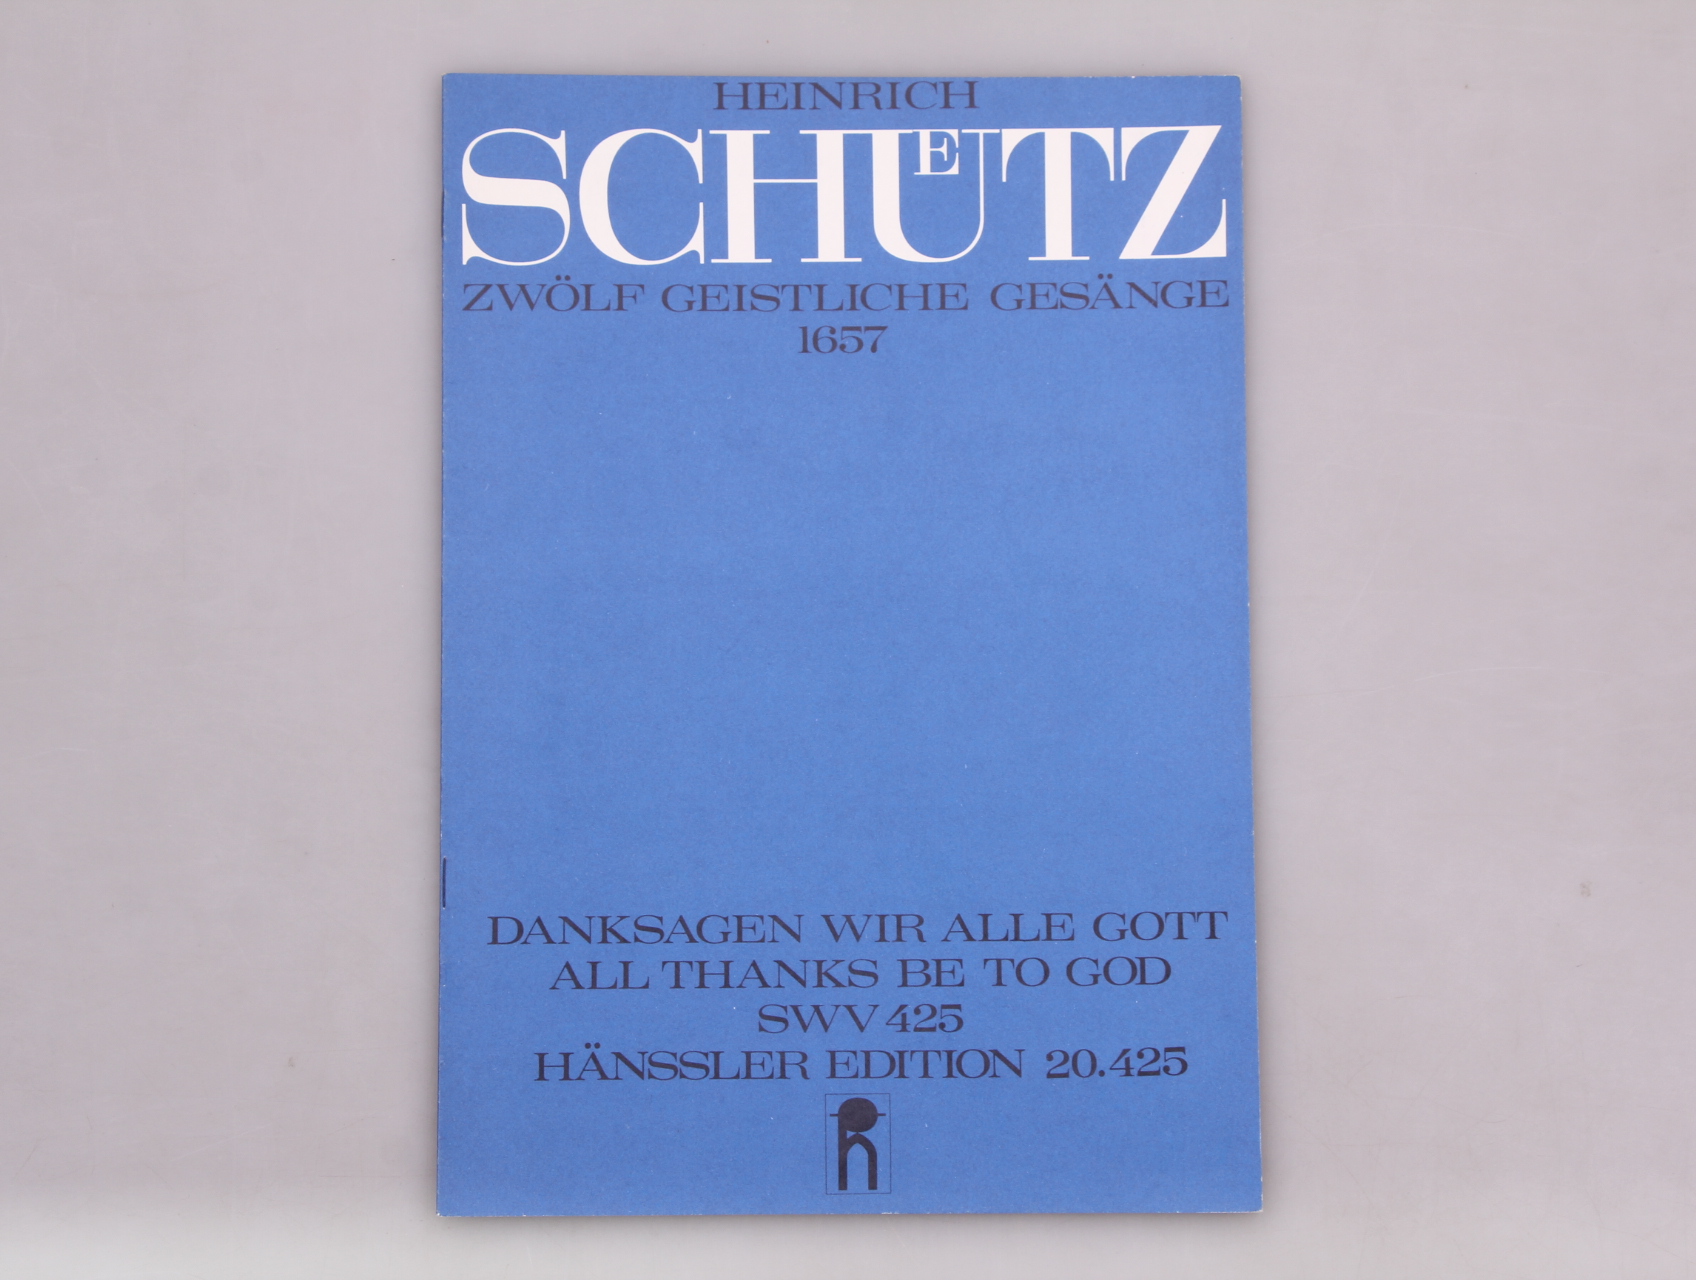 HEINRICH
SCHUETZ
ZWÖLF GEISTLICHE GESÄNGE
1657
DANKSAGEN WIR ALLE GOTT
ALL THANKS BE TO GOD
SWV 425
HÄNSSLER EDITION 20.425